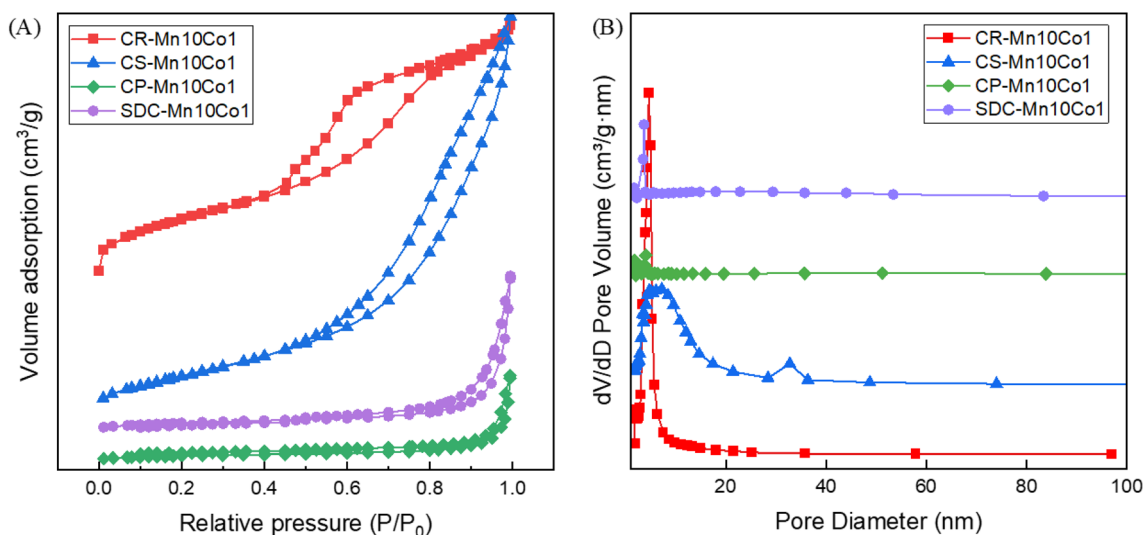 (A)
CR-Mn10Co1
CS-Mn10Co1
CP-Mn10Co1
SDC-Mn10Co1
Volume adsorption (cm³/g)
0.0 0.2 0.4 0.6 0.8 1.0
Relative pressure (P/P₀)
(B)
CR-Mn10Co1
CS-Mn10Co1
CP-Mn10Co1
SDC-Mn10Co1
dV/dD Pore Volume (cm³/g·nm)
20 40 60 80 100
Pore Diameter (nm)